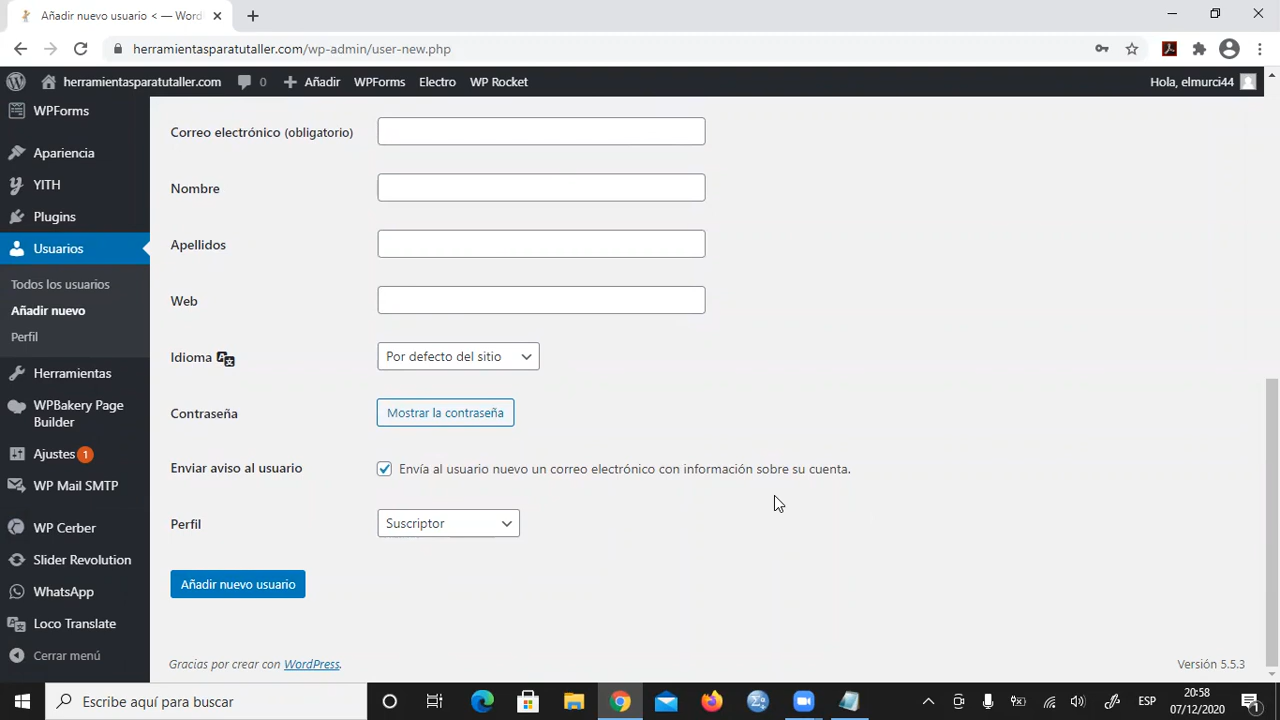 Añadir nuevo usuario < — Word
herramientasparatutaller.com/wp-admin/user-new.php
herramientasparatutaller.com 0 Añadir WPForms Electro WP Rocket Hola, elmurci44
WPForms
Apariencia
YITH
Plugins
Usuarios
Todos los usuarios
Añadir nuevo
Perfil
Herramientas
WPBakery Page
Builder
Ajustes 1
WP Mail SMTP
WP Cerber
Slider Revolution
WhatsApp
Loco Translate
Cerrar menú
Correo electrónico (obligatorio)
Nombre
Apellidos
Web
Idioma Por defecto del sitio
Contraseña Mostrar la contraseña
Enviar aviso al usuario Envía al usuario nuevo un correo electrónico con información sobre su cuenta.
Perfil Suscriptor
Añadir nuevo usuario
Gracias por crear con WordPress. Versión 5.5.3
Escribe aquí para buscar
ESP
20:58
07/12/2020
1